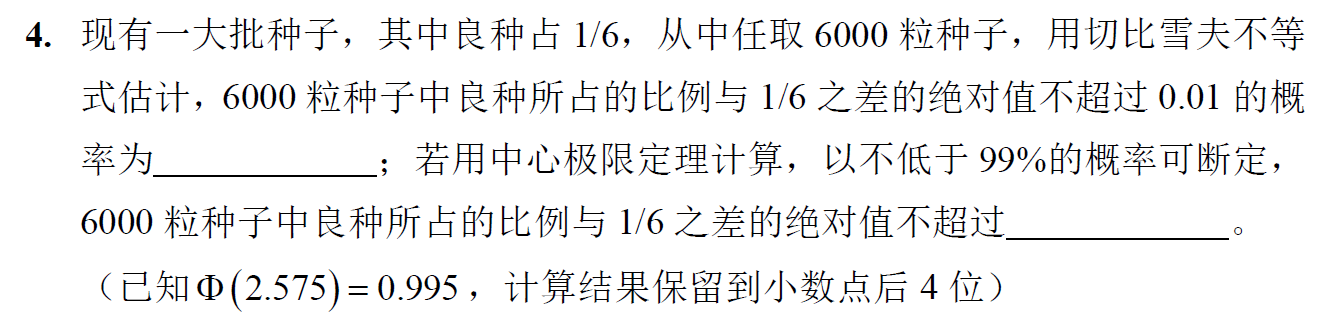 4. 现有一大批种子，其中良种占 1/6，从中任取 6000 粒种子，用切比雪夫不等
式估计，6000 粒种子中良种所占的比例与 1/6 之差的绝对值不超过 0.01 的概
率为____________；若用中心极限定理计算，以不低于 99%的概率可断定，
6000 粒种子中良种所占的比例与 1/6 之差的绝对值不超过____________。
（已知Φ(2.575)=0.995，计算结果保留到小数点后 4 位）